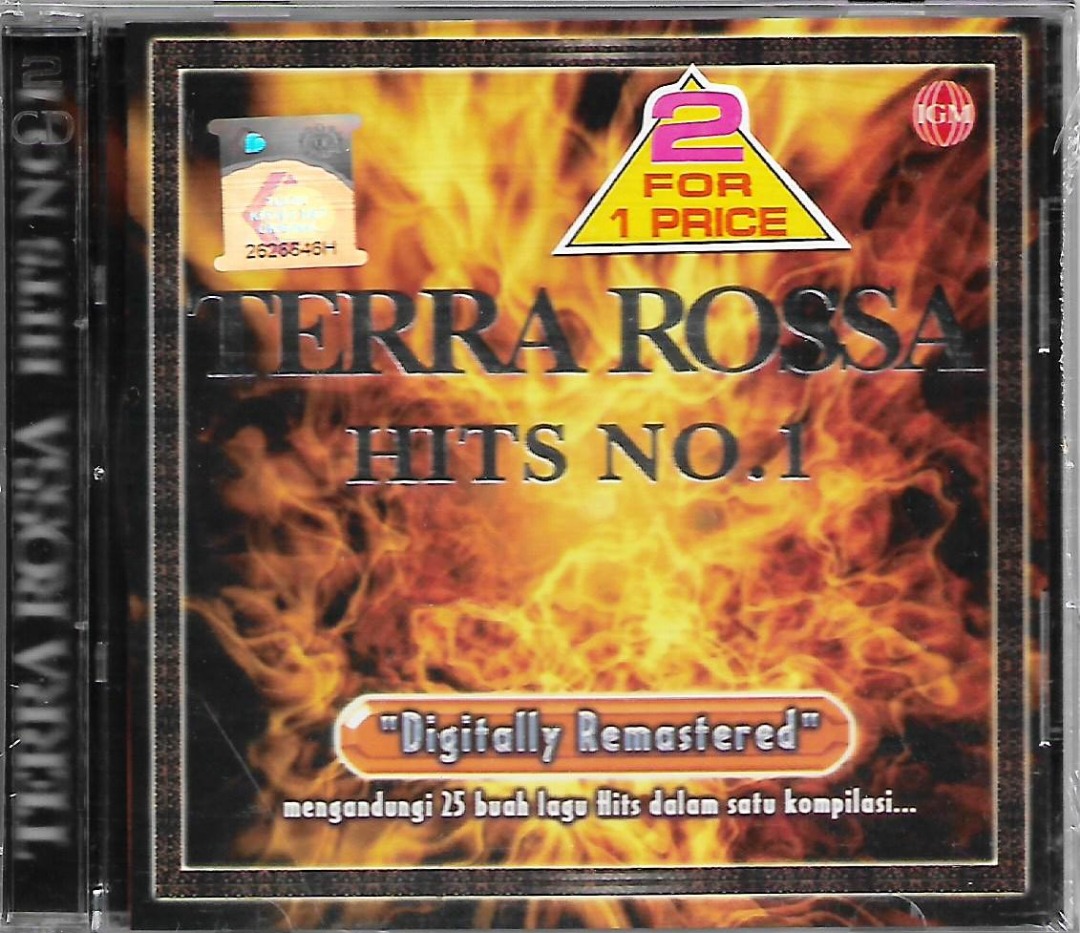 IGM
2
FOR
1 PRICE
2626646H
TERRA ROSSA
HITS NO.1
"Digitally Remastered"
mengandungi 25 buah lagu Hits dalam satu kompilasi...
TERRA ROSSA HITS NO.